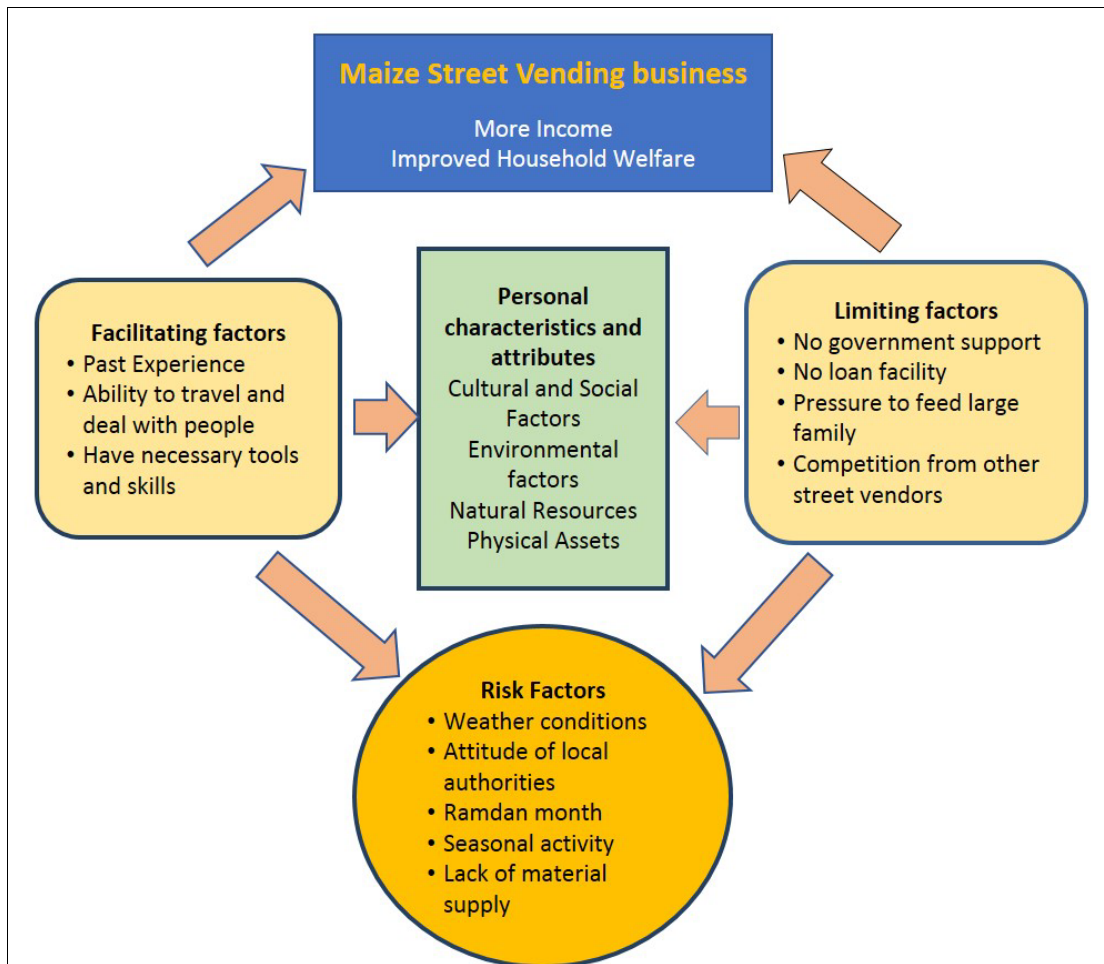 Maize Street Vending business
More Income
Improved Household Welfare
Facilitating factors
• Past Experience
• Ability to travel and
deal with people
• Have necessary tools
and skills
Personal
characteristics and
attributes
Cultural and Social
Factors
Environmental
factors
Natural Resources
Physical Assets
Limiting factors
• No government support
• No loan facility
• Pressure to feed large
family
• Competition from other
street vendors
Risk Factors
• Weather conditions
• Attitude of local
authorities
• Ramdan month
• Seasonal activity
• Lack of material
supply